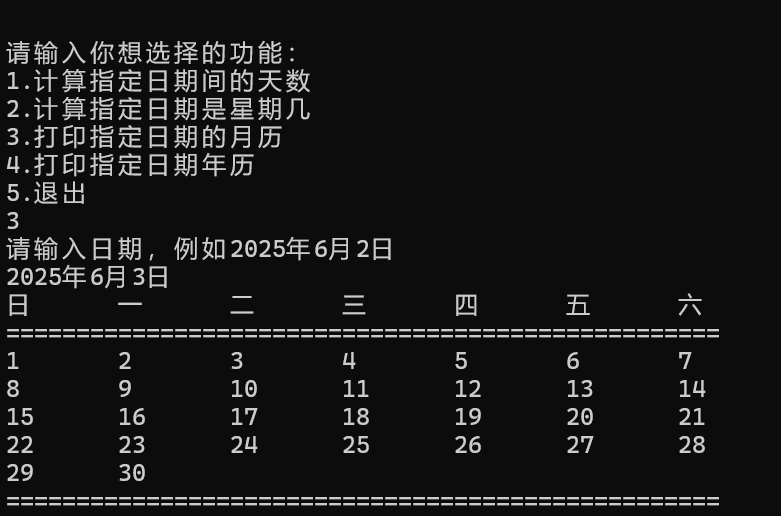 请输入你想选择的功能：
1.计算指定日期间的天数
2.计算指定日期是星期几
3.打印指定日期的月历
4.打印指定日期年历
5.退出
3
请输入日期，例如2025年6月2日
2025年6月3日
日 一 二 三 四 五 六
===================================================
1 2 3 4 5 6 7
8 9 10 11 12 13 14
15 16 17 18 19 20 21
22 23 24 25 26 27 28
29 30
===================================================